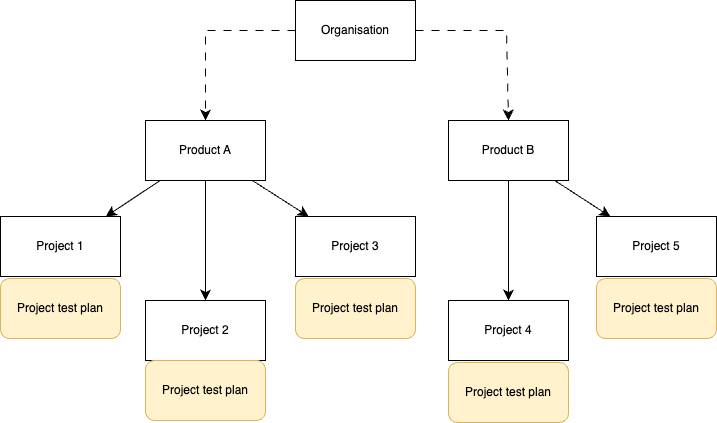 Organisation
Product A
Product B
Project 1
Project 3
Project 5
Project test plan
Project test plan
Project test plan
Project 2
Project 4
Project test plan
Project test plan